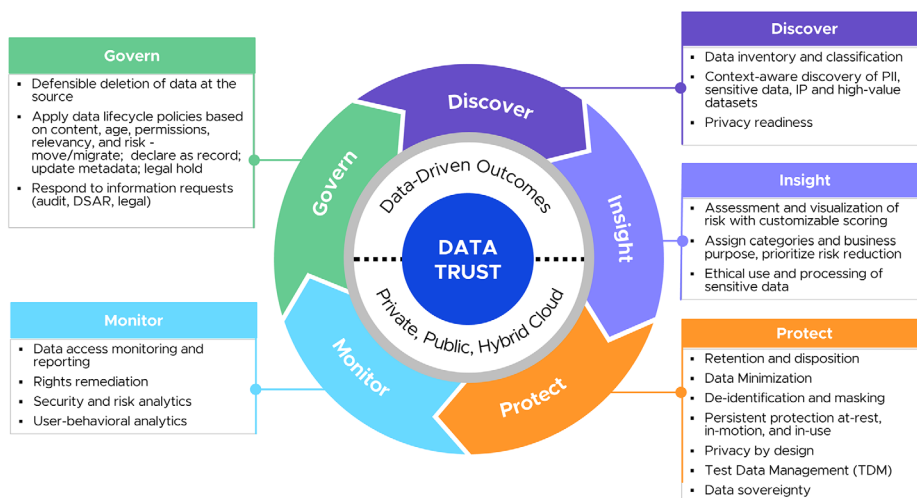 Govern
Defensible deletion of data at the
source
Apply data lifecycle policies based
on content, age, permissions,
relevancy, and risk -
move/migrate; declare as record;
update metadata; legal hold
Respond to information requests
(audit, DSAR, legal)
Monitor
Data access monitoring and
reporting
Rights remediation
Security and risk analytics
User-behavioral analytics
Discover
Insight
Protect
Monitor
Govern
Data-Driven Outcomes
DATA
TRUST
Private, Public, Hybrid Cloud
Discover
Data inventory and classification
Context-aware discovery of PII,
sensitive data, IP and high-value
datasets
Privacy readiness
Insight
Assessment and visualization of
risk with customizable scoring
Assign categories and business
purpose, prioritize risk reduction
Ethical use and processing of
sensitive data
Protect
Retention and disposition
Data Minimization
De-identification and masking
Persistent protection at-rest,
in-motion, and in-use
Privacy by design
Test Data Management (TDM)
Data sovereignty